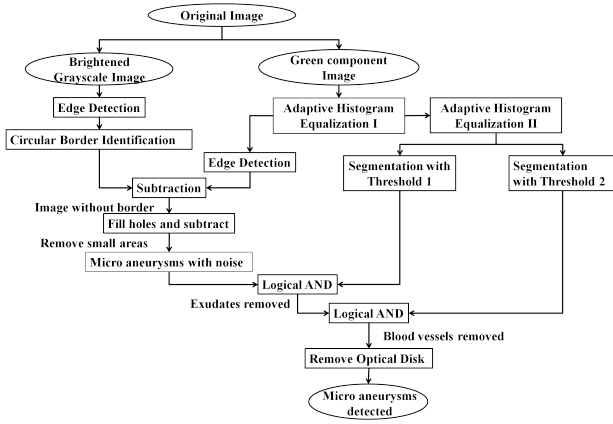 Original Image
Brightened
Grayscale Image
Green component
Image
Edge Detection
Adaptive Histogram
Equalization I
Adaptive Histogram
Equalization II
Circular Border Identification
Edge Detection
Segmentation with
Threshold 1
Segmentation
with Threshold 2
Subtraction
Image without border
Fill holes and subtract
Remove small areas
Micro aneurysms with noise
Logical AND
Exudates removed
Logical AND
Blood vessels removed
Remove Optical Disk
Micro aneurysms
detected